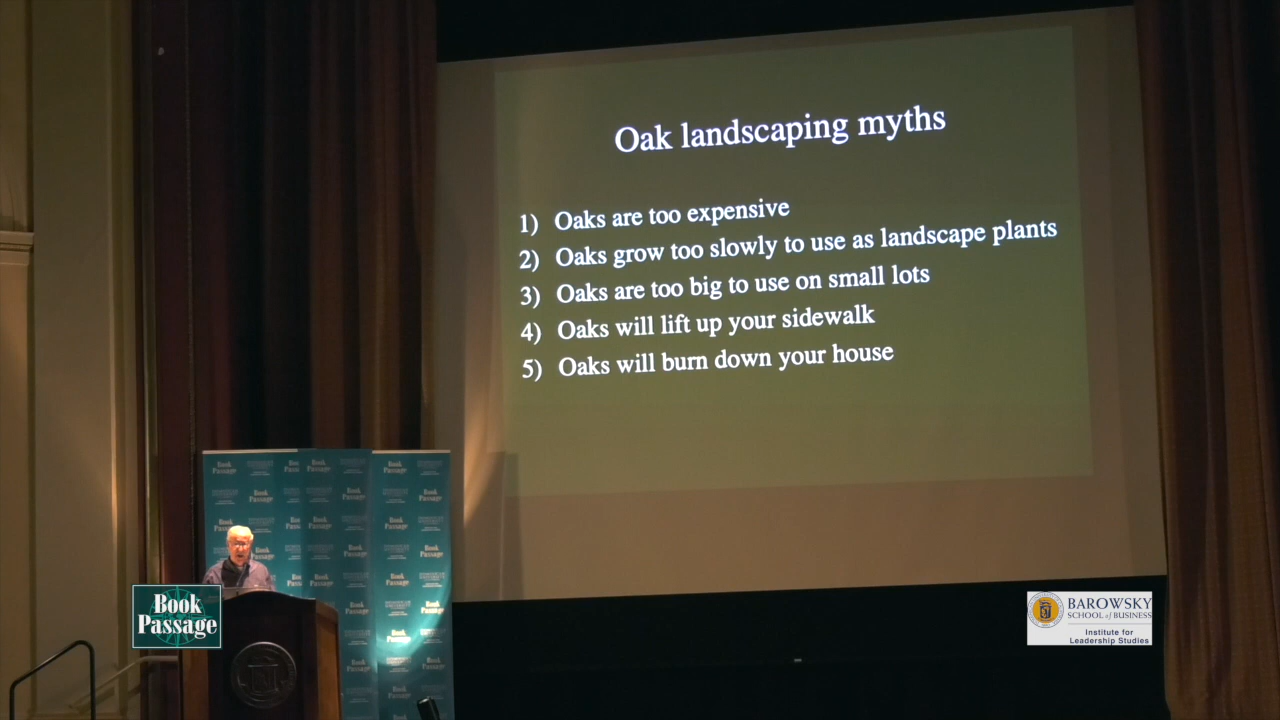 Oak landscaping myths
1) Oaks are too expensive
2) Oaks grow too slowly to use as landscape plants
3) Oaks are too big to use on small lots
4) Oaks will lift up your sidewalk
5) Oaks will burn down your house
Book
Passage
BAROWSKY
SCHOOL of BUSINESS
Institute for
Leadership Studies